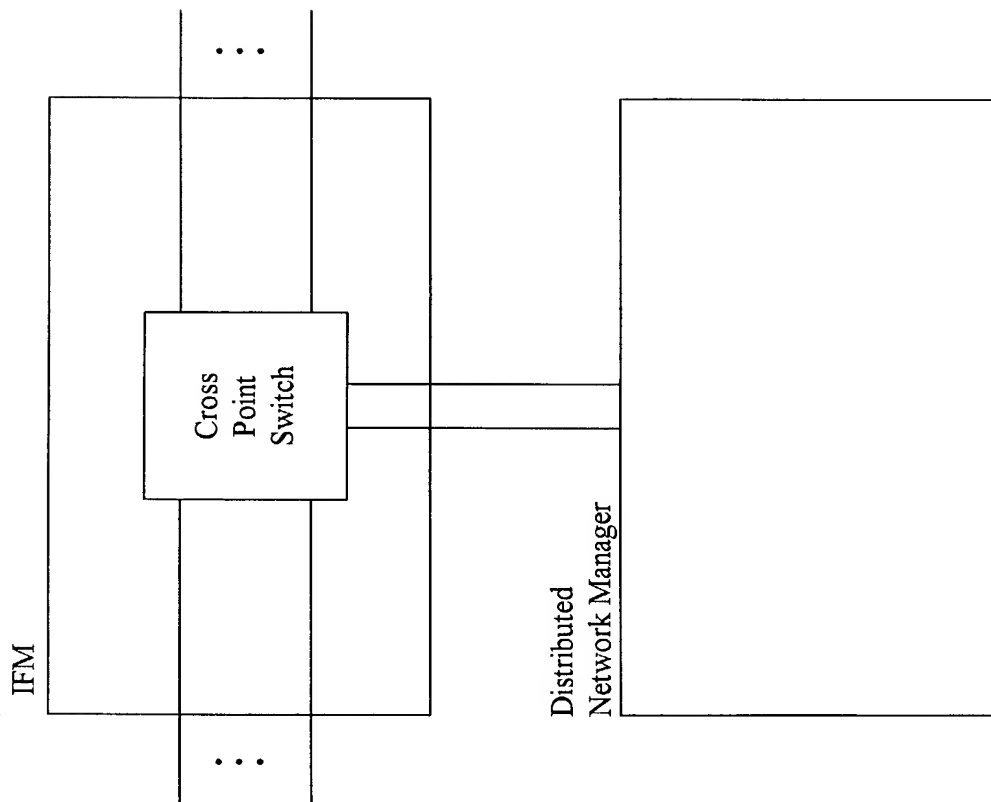 IFM
Cross
Point
Switch
Distributed
Network Manager